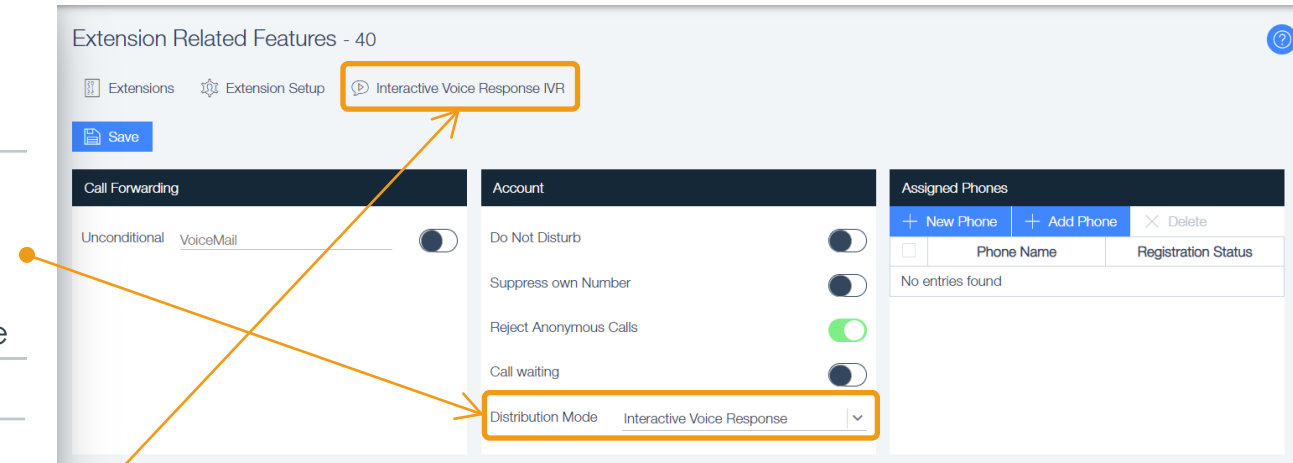 Extension Related Features - 40
?
Extensions Extension Setup Interactive Voice Response IVR
Save
Call Forwarding
Unconditional VoiceMail
Account
Do Not Disturb
Suppress own Number
Reject Anonymous Calls
Call waiting
Distribution Mode Interactive Voice Response
Assigned Phones
New Phone Add Phone Delete
Phone Name Registration Status
No entries found
e